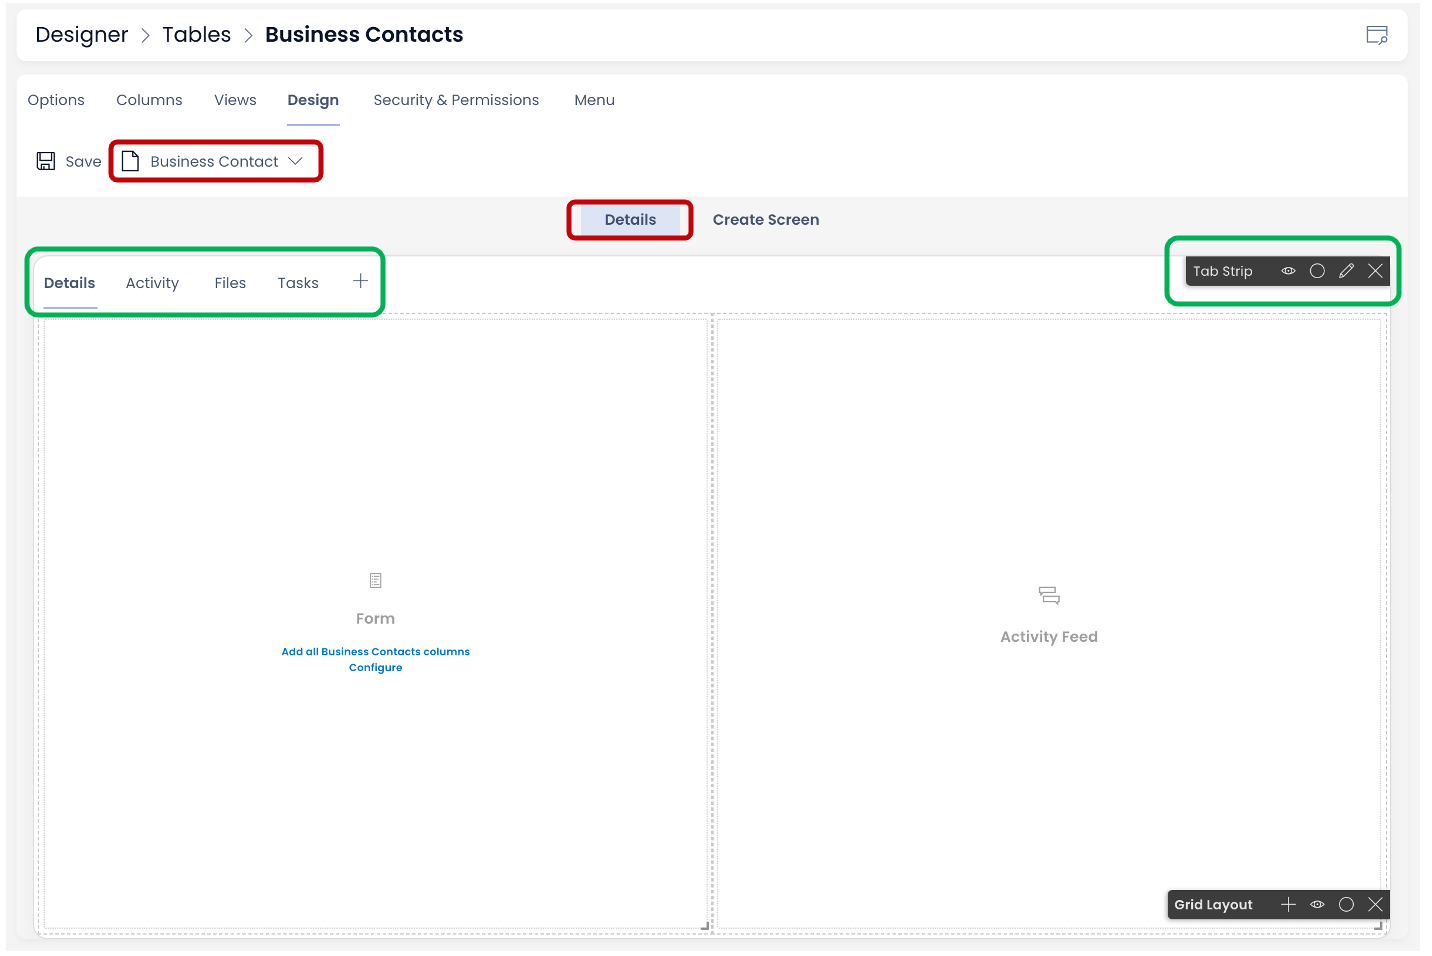 Designer > Tables > Business Contacts
Options Columns Views Design Security & Permissions Menu
Save Business Contact
Details Create Screen
Details Activity Files Tasks +
Tab Strip
Form
Add all Business Contacts columns
Configure
Activity Feed
Grid Layout